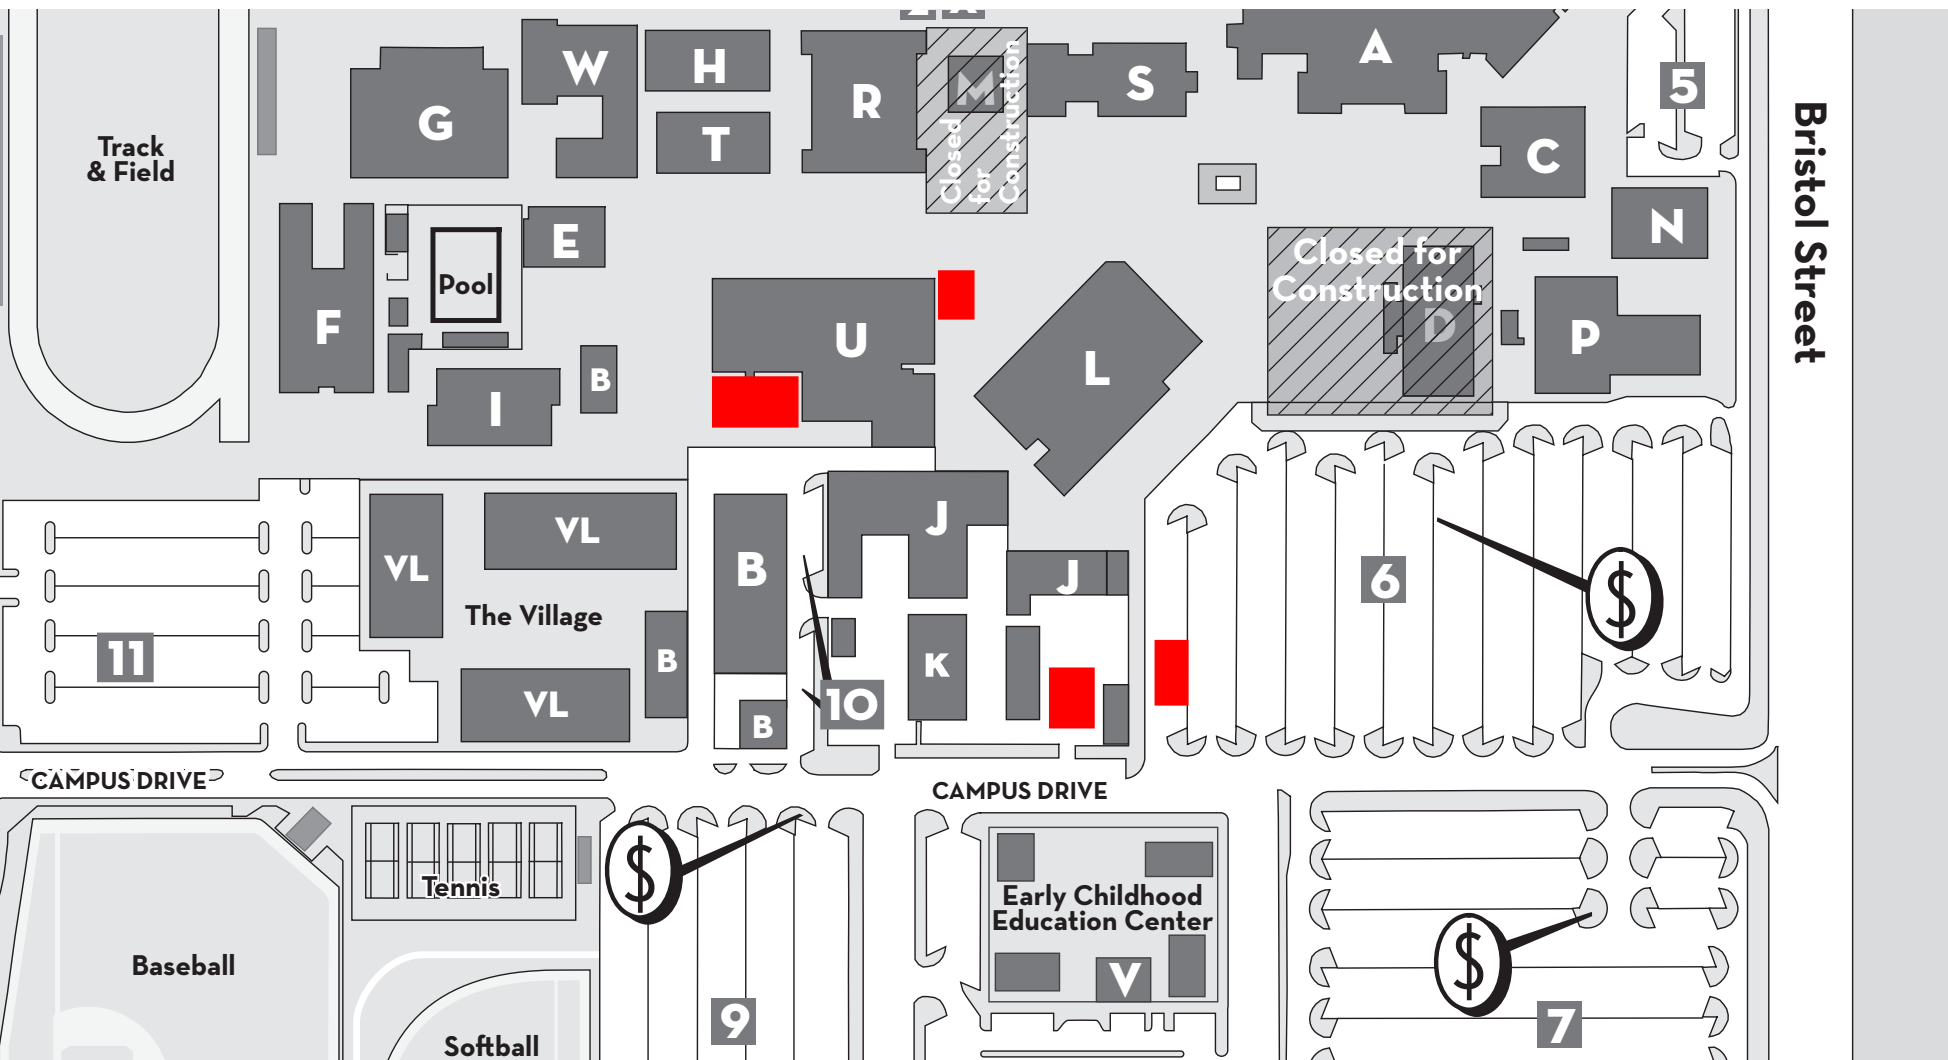 W
H
A
M
S
5
R
G
T
Closed
for
Construction
C
Track
& Field
Bristol Street
N
E
Closed for
Construction
Pool
D
F
U
P
L
B
I
J
VL
VL
B
J
6
$
The Village
11
B
K
VL
10
B
CAMPUS DRIVE
CAMPUS DRIVE
$
Tennis
Early Childhood
Education Center
Baseball
$
V
9
7
Softball